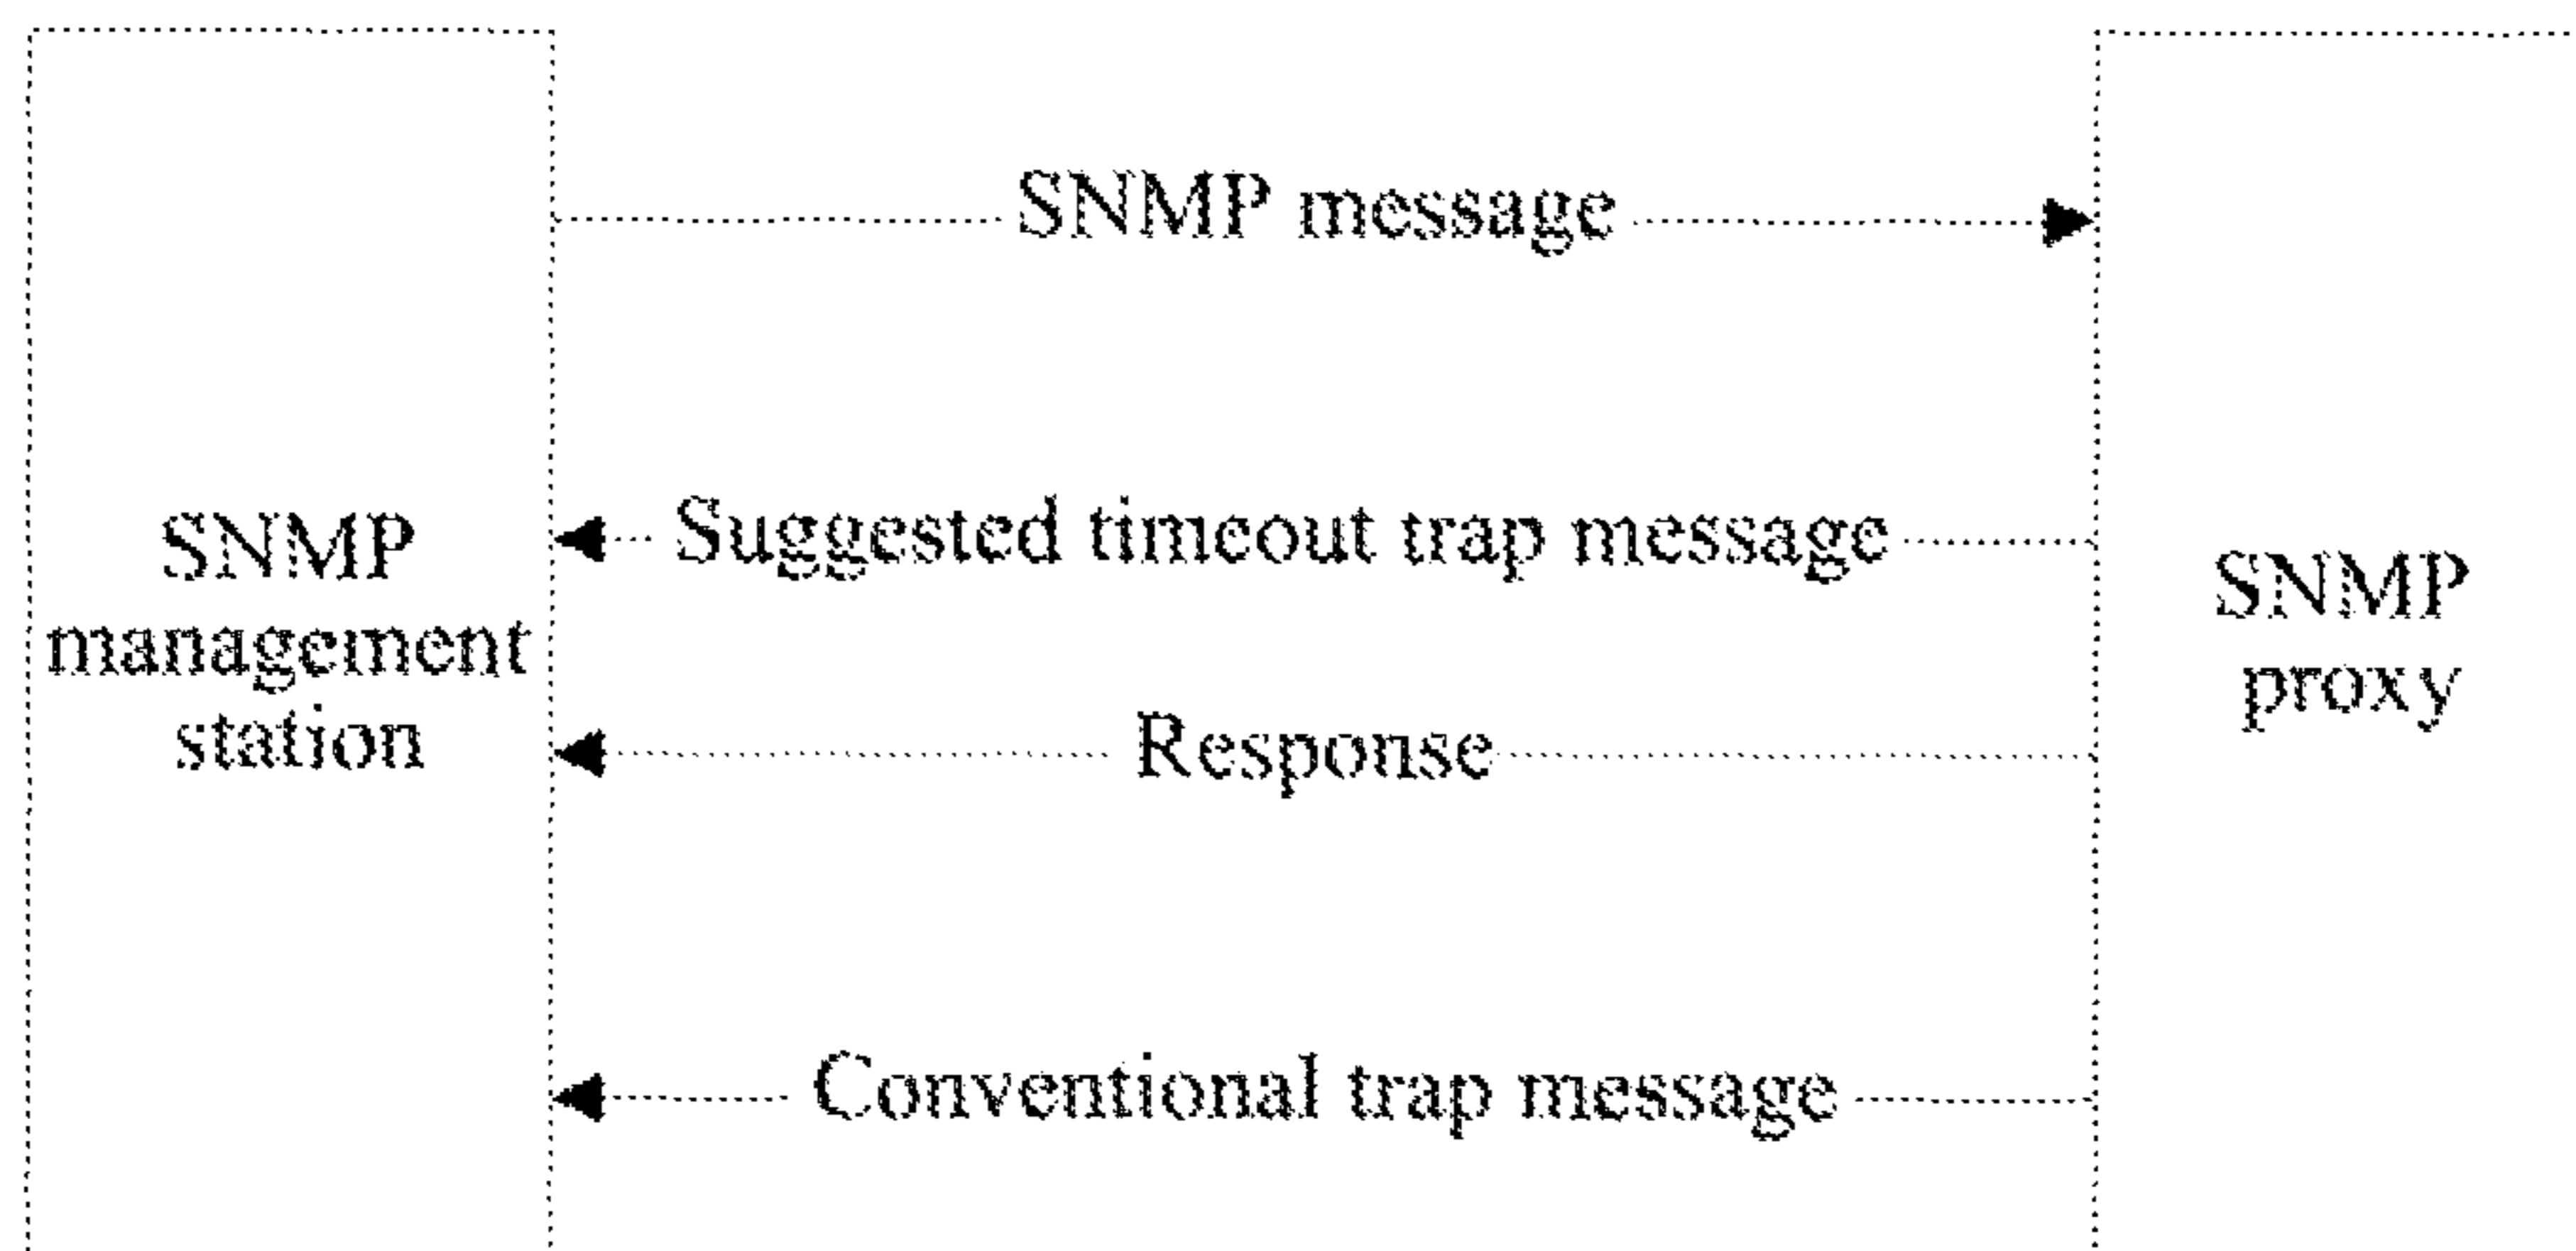 SNMP message
Suggested timeout trap message
SNMP
management
station
SNMP
proxy
Response
Conventional trap message